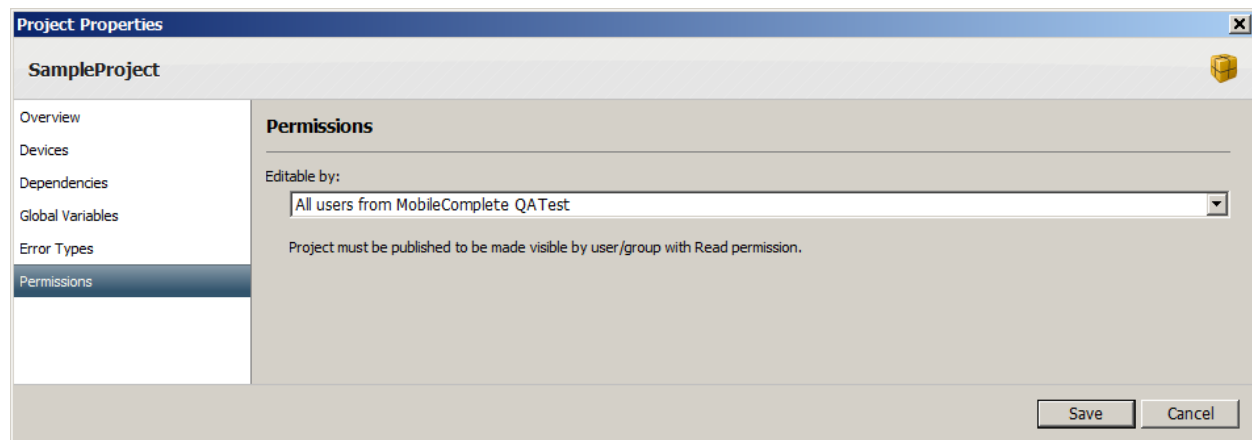 Project Properties
SampleProject
Overview
Devices
Dependencies
Global Variables
Error Types
Permissions
Permissions
Editable by:
All users from MobileComplete QATest
Project must be published to be made visible by user/group with Read permission.
Save
Cancel